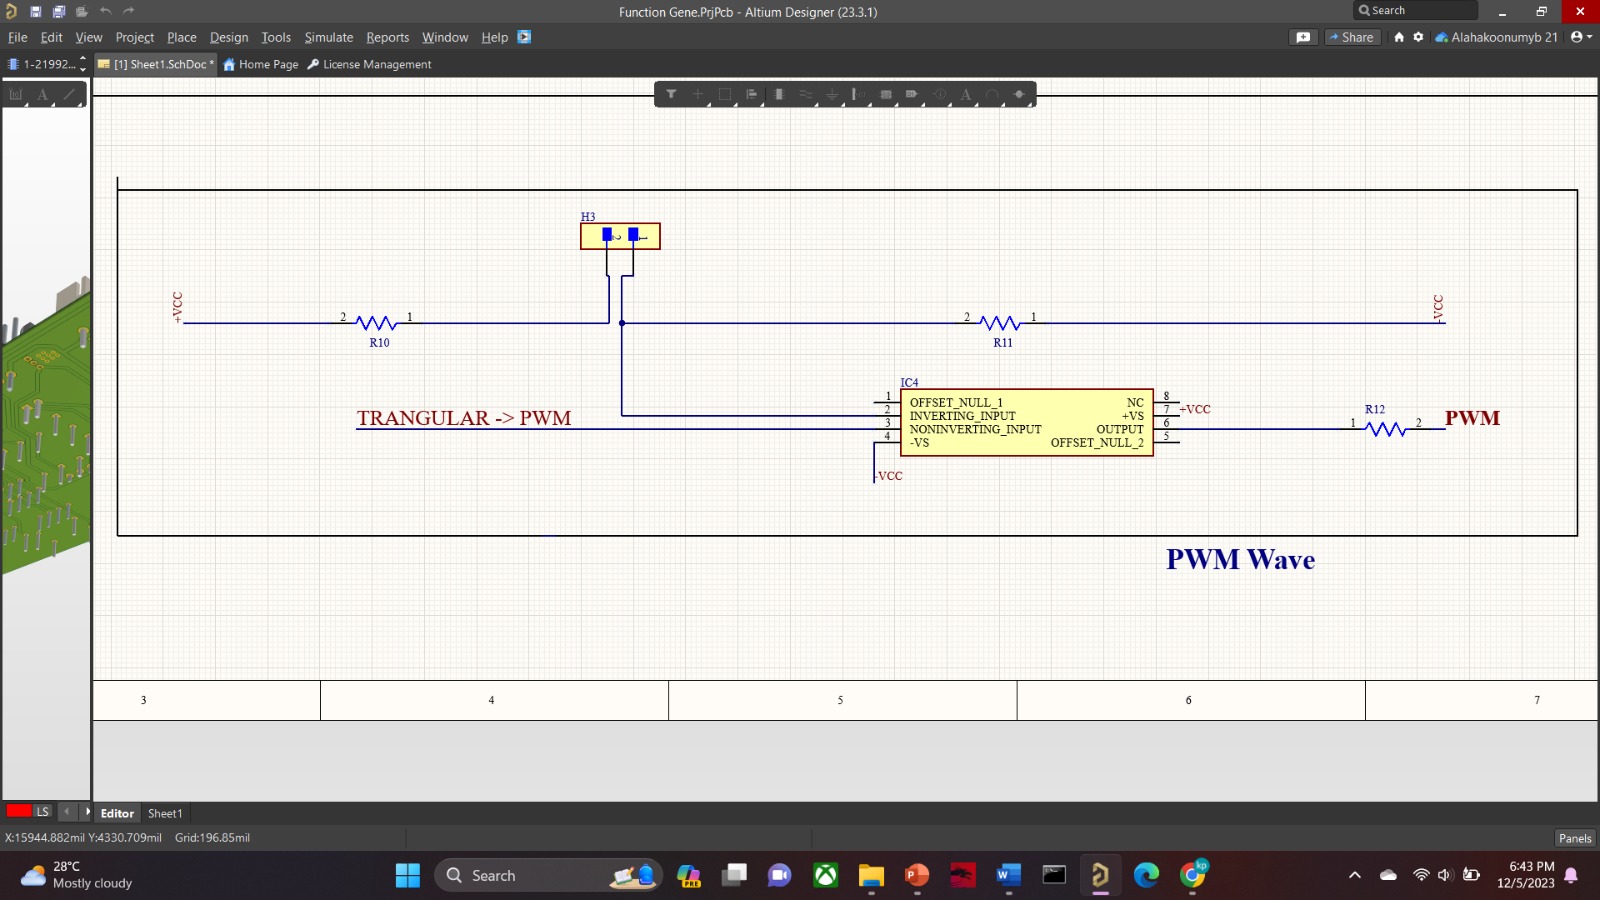 Function Gene.PrjPcb - Altium Designer (23.3.1)
Search
File Edit View Project Place Design Tools Simulate Reports Window Help
Share
Alahakoonumyb 21
1-21992...
[1] Sheet1.SchDoc *
Home Page
License Management
H3
2 1
+VCC
2 1
R10
2 1
R11
-VCC
IC4
1 OFFSET_NULL_1 NC 8
2 INVERTING_INPUT +VS 7 +VCC
3 NONINVERTING_INPUT OUTPUT 6
4 -VS OFFSET_NULL_2 5
TRANGULAR -> PWM
R12
1 2
PWM
-VCC
PWM Wave
3 4 5 6 7
LS
Editor Sheet1
X:15944.882mil Y:4330.709mil Grid:196.85mil
Panels
28°C
Mostly cloudy
Search
PRE
kp
6:43 PM
12/5/2023